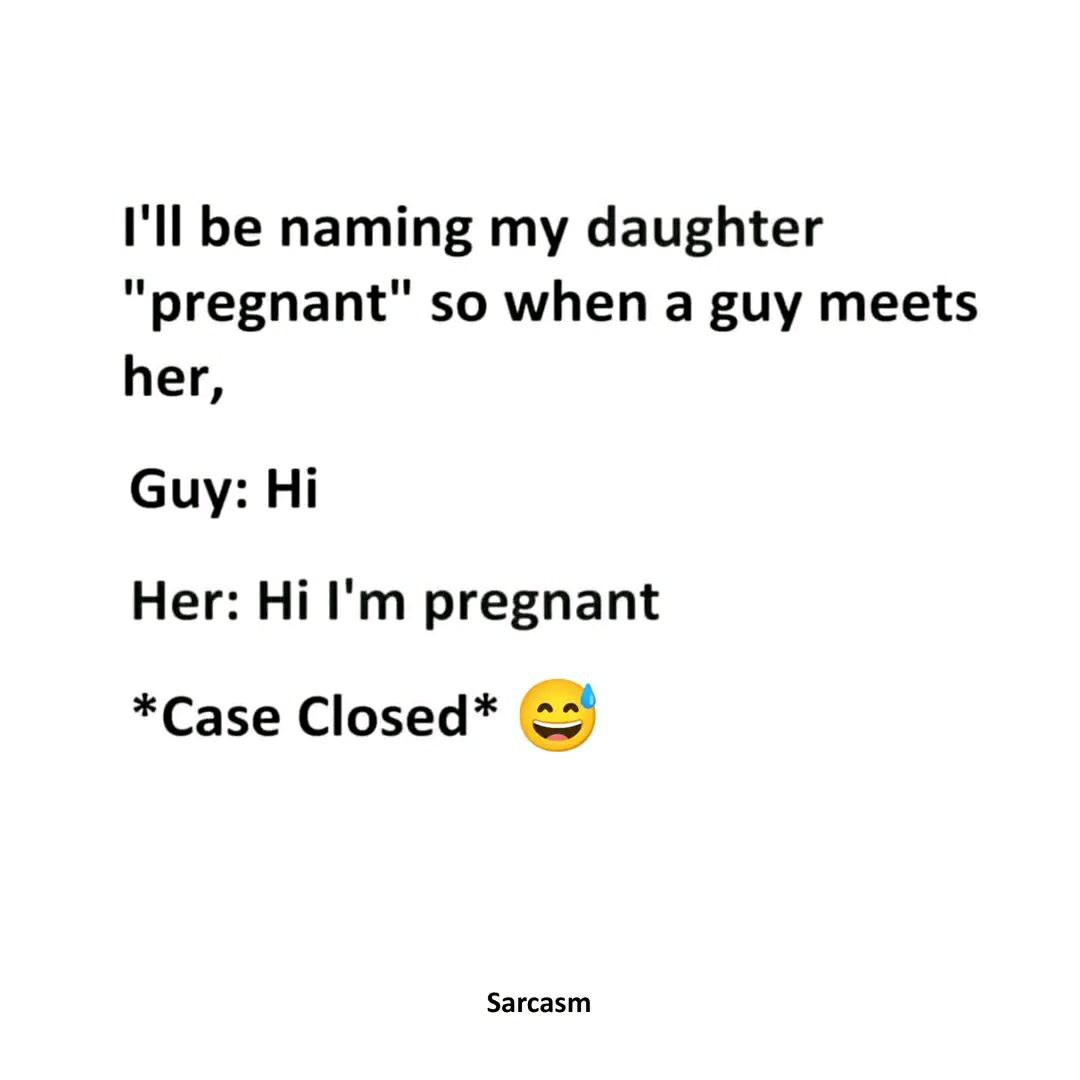 I'll be naming my daughter
"pregnant" so when a guy meets
her,
Guy: Hi
Her: Hi I'm pregnant
*Case Closed* 😅
Sarcasm